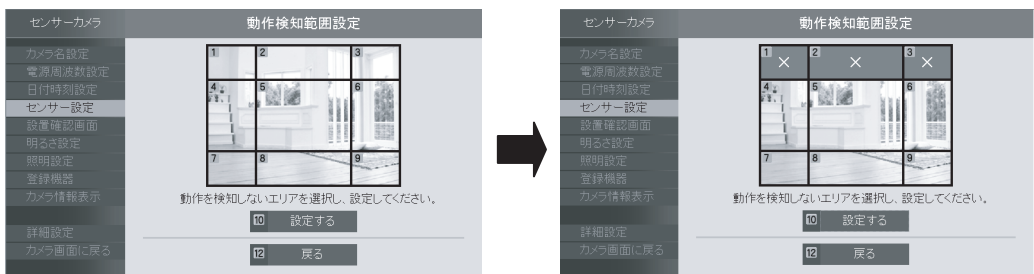 センサーカメラ
動作検知範囲設定
カメラ名設定
電源周波数設定
日付時刻設定
センサー設定
設置確認画面
明るさ設定
照明設定
登録機器
カメラ情報表示
詳細設定
カメラ画面に戻る
1 2 3
4 5 6
7 8 9
動作を検知しないエリアを選択し、設定してください。
10 設定する
12 戻る
センサーカメラ
動作検知範囲設定
カメラ名設定
電源周波数設定
日付時刻設定
センサー設定
設置確認画面
明るさ設定
照明設定
登録機器
カメラ情報表示
詳細設定
カメラ画面に戻る
1 × 2 × 3 ×
4 5 6
7 8 9
動作を検知しないエリアを選択し、設定してください。
10 設定する
12 戻る